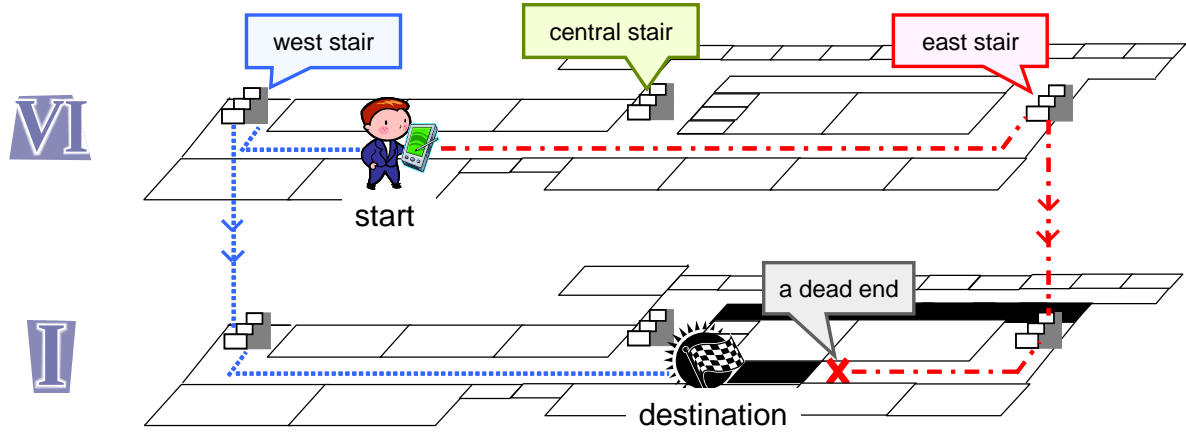 west stair
central stair
east stair
VI
start
a dead end
I
destination